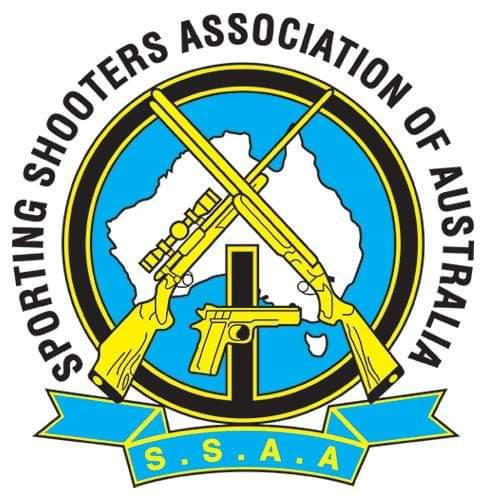 SPORTING SHOOTERS ASSOCIATION OF AUSTRALIA
S.S.A.A